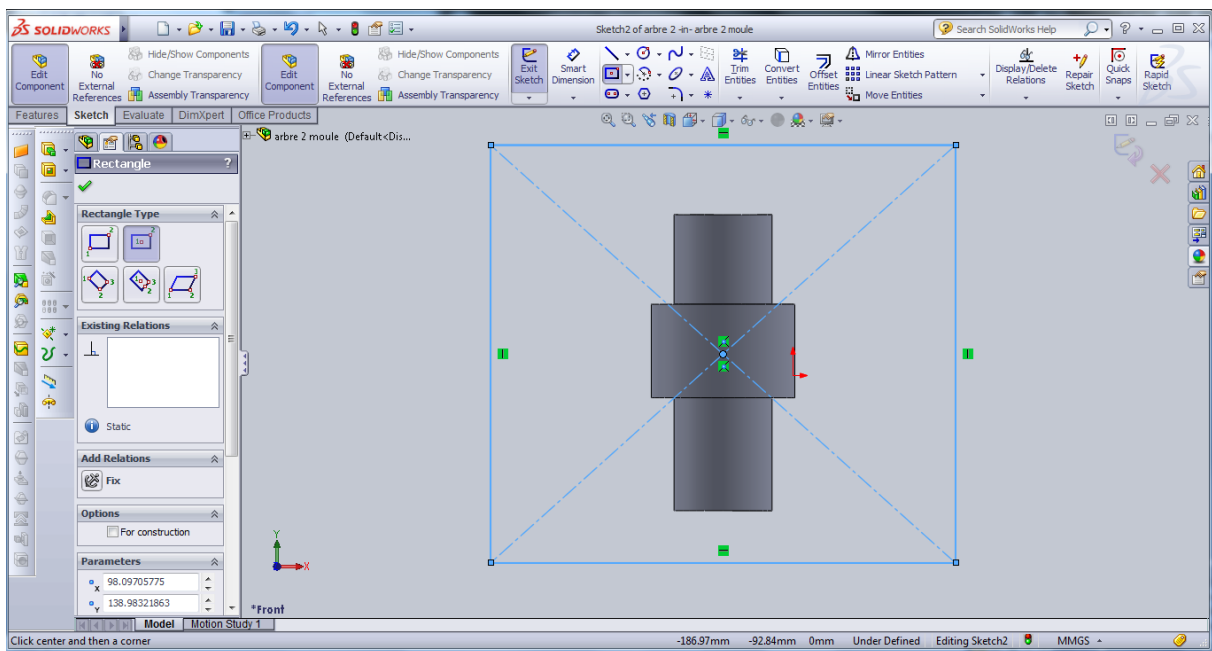 SOLIDWORKS
Sketch2 of arbre 2 -in- arbre 2 moule
Search SolidWorks Help
Edit Component
No External References
Hide/Show Components
Change Transparency
Assembly Transparency
Edit Component
No External References
Hide/Show Components
Change Transparency
Assembly Transparency
Exit Sketch
Smart Dimension
Trim Entities
Convert Entities
Offset Entities
Mirror Entities
Linear Sketch Pattern
Move Entities
Display/Delete Relations
Repair Sketch
Quick Snaps
Rapid Sketch
Features Sketch Evaluate DimXpert Office Products
arbre 2 moule (Default<Dis...
Rectangle ?
Rectangle Type
Existing Relations
Static
Add Relations
Fix
Options
For construction
Parameters
X 98.09705775
Y 138.98321863
Y
X
*Front
Model Motion Study 1
Click center and then a corner
-186.97mm -92.84mm 0mm Under Defined Editing Sketch2 MMGS